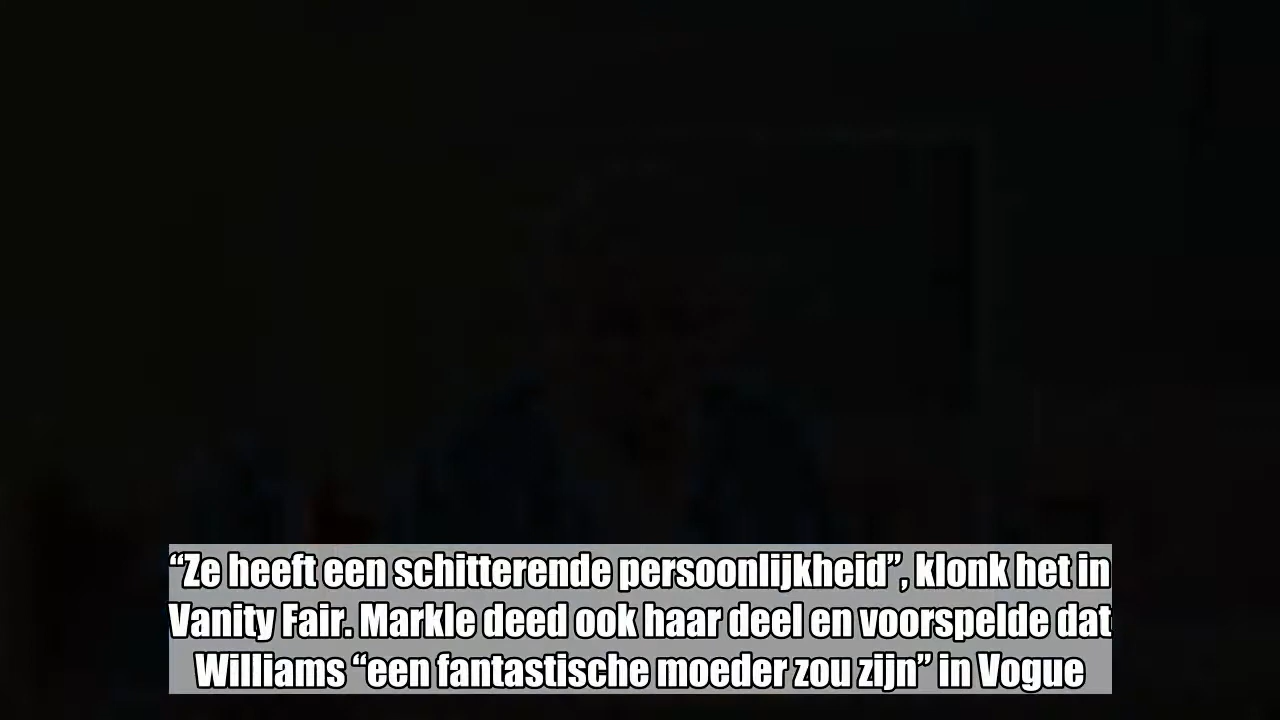 “Ze heeft een schitterende persoonlijkheid”, klonk het in
Vanity Fair. Markle deed ook haar deel en voorspelde dat
Williams “een fantastische moeder zou zijn” in Vogue